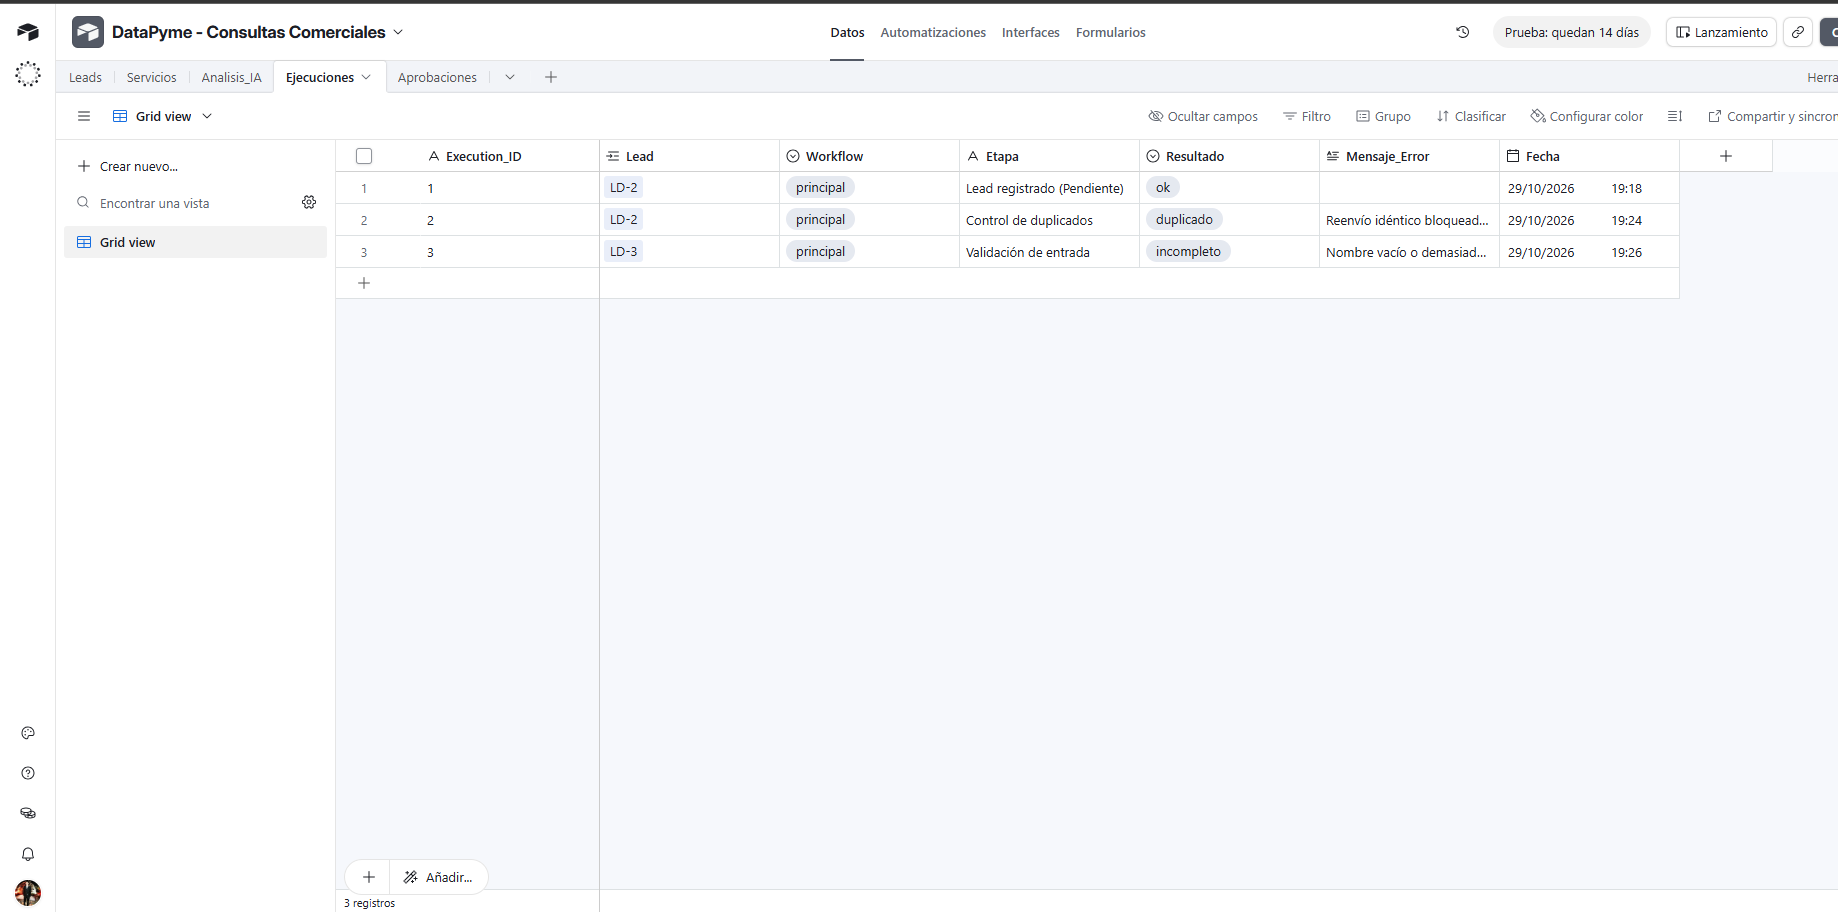 DataPyme - Consultas Comerciales
Datos Automatizaciones Interfaces Formularios
Prueba: quedan 14 días
Lanzamiento
Leads Servicios Analisis_IA Ejecuciones Aprobaciones
Herra
Grid view
Ocultar campos Filtro Grupo Clasificar Configurar color Compartir y sincron
Crear nuevo...
Encontrar una vista
Grid view
Execution_ID Lead Workflow Etapa Resultado Mensaje_Error Fecha
1 1 LD-2 principal Lead registrado (Pendiente) ok 29/10/2026 19:18
2 2 LD-2 principal Control de duplicados duplicado Reenvío idéntico bloquead... 29/10/2026 19:24
3 3 LD-3 principal Validación de entrada incompleto Nombre vacío o demasiad... 29/10/2026 19:26
Añadir...
3 registros